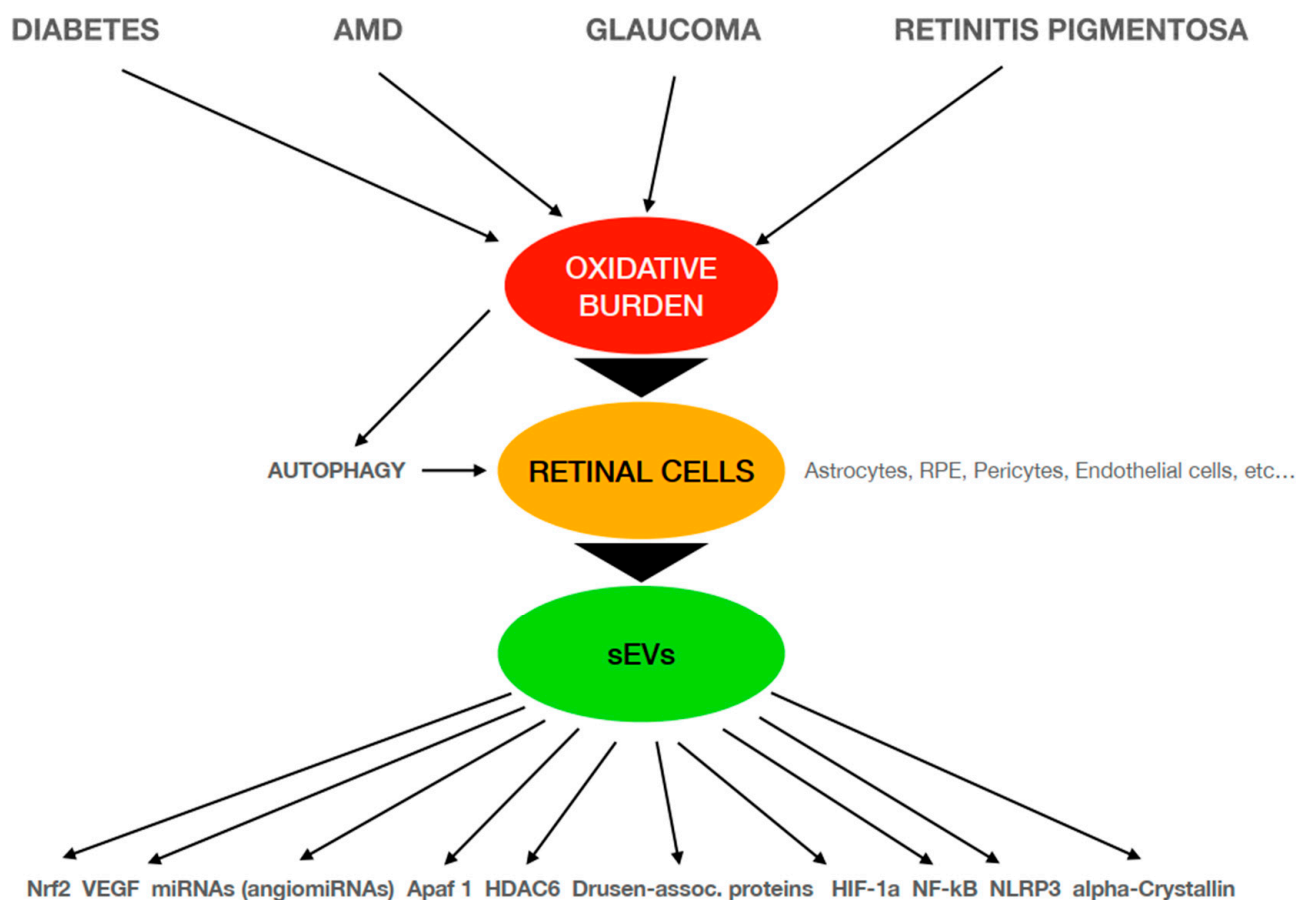 DIABETES AMD GLAUCOMA RETINITIS PIGMENTOSA
OXIDATIVE
BURDEN
AUTOPHAGY RETINAL CELLS Astrocytes, RPE, Pericytes, Endothelial cells, etc...
sEVs
Nrf2 VEGF miRNAs (angiomiRNAs) Apaf 1 HDAC6 Drusen-assoc. proteins HIF-1a NF-kB NLRP3 alpha-Crystallin